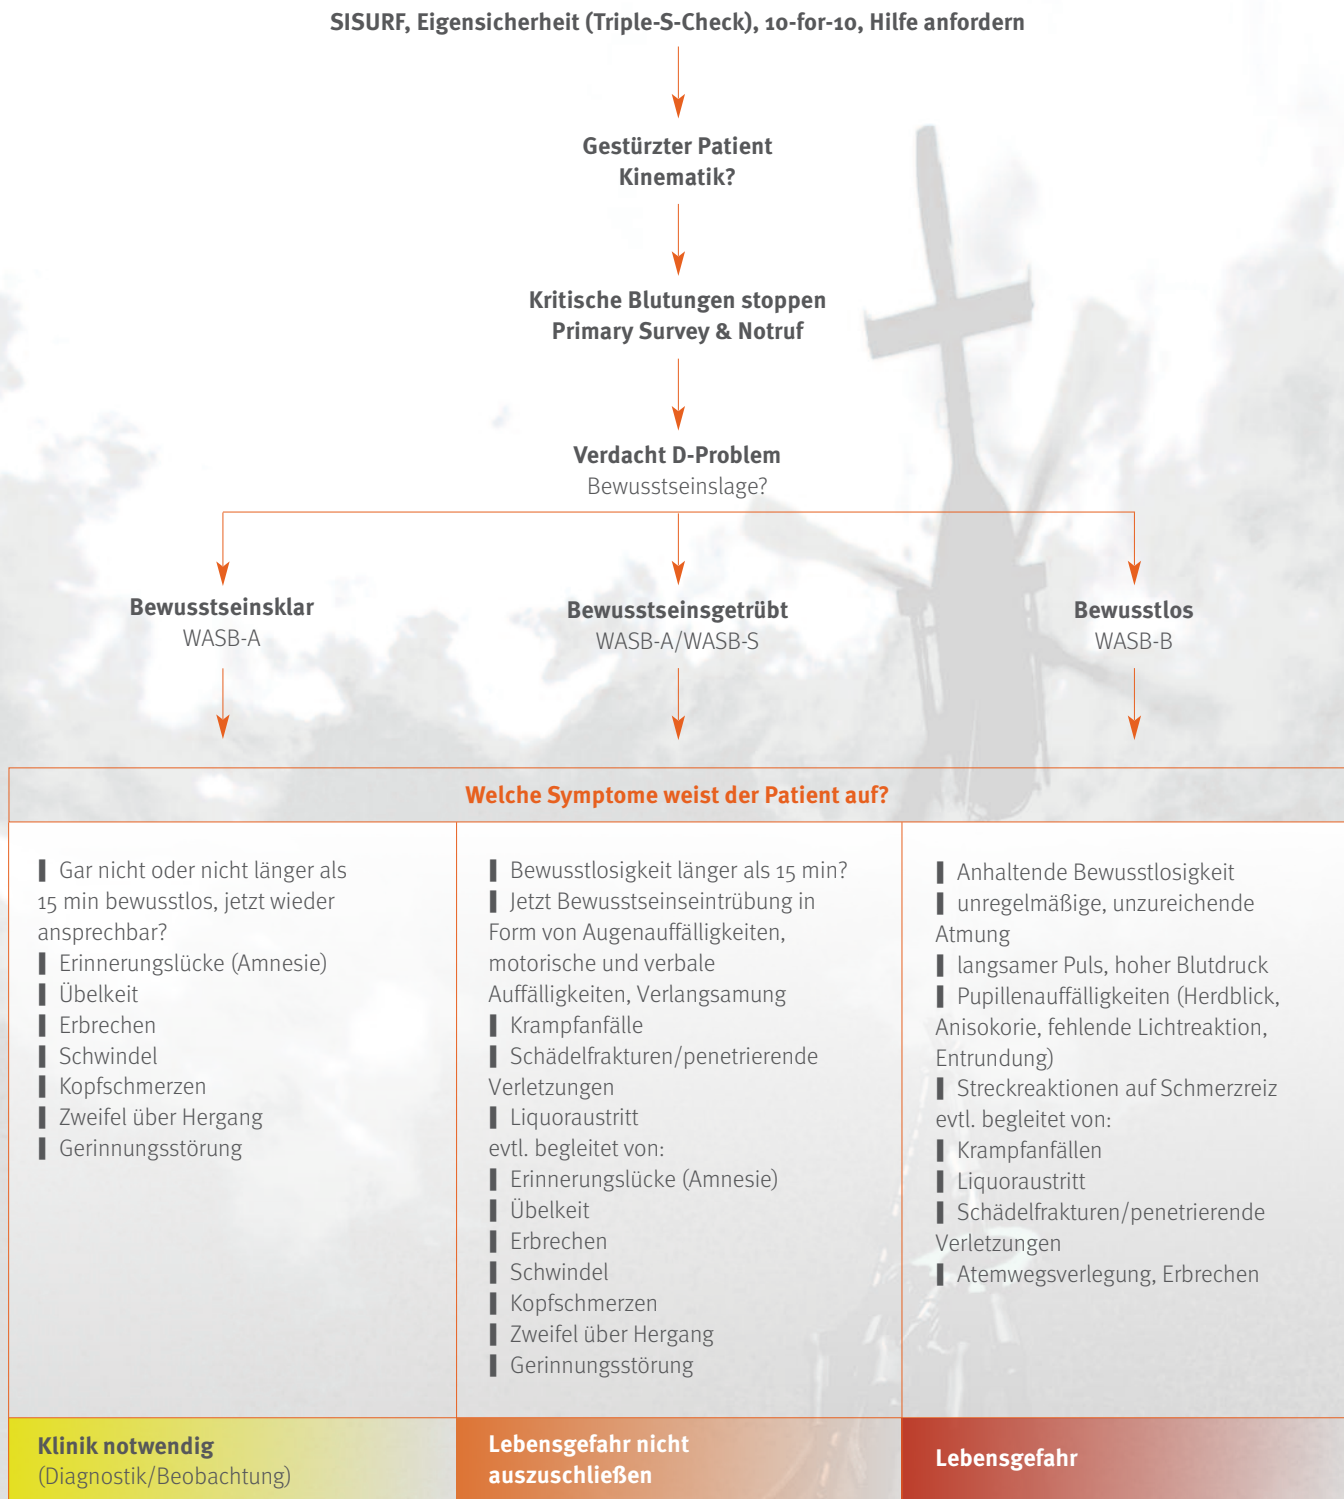 SISURF, Eigensicherheit (Triple-S-Check), 10-for-10, Hilfe anfordern
Gestürzter Patient
Kinematik?
Kritische Blutungen stoppen
Primary Survey & Notruf
Verdacht D-Problem
Bewusstseinslage?
Bewusstseinsklar
WASB-A
Bewusstseinsgetrübt
WASB-A/WASB-S
Bewusstlos
WASB-B
Welche Symptome weist der Patient auf?
Gar nicht oder nicht länger als
15 min bewusstlos, jetzt wieder
ansprechbar?
Erinnerungslücke (Amnesie)
Übelkeit
Erbrechen
Schwindel
Kopfschmerzen
Zweifel über Hergang
Gerinnungsstörung
Klinik notwendig
(Diagnostik/Beobachtung)
Bewusstlosigkeit länger als 15 min?
Jetzt Bewusstseinseintrübung in
Form von Augenauffälligkeiten,
motorische und verbale
Auffälligkeiten, Verlangsamung
Krampfanfälle
Schädelfrakturen/penetrierende
Verletzungen
Liquoraustritt
evtl. begleitet von:
Erinnerungslücke (Amnesie)
Übelkeit
Erbrechen
Schwindel
Kopfschmerzen
Zweifel über Hergang
Gerinnungsstörung
Lebensgefahr nicht
auszuschließen
Anhaltende Bewusstlosigkeit
unregelmäßige, unzureichende
Atmung
langsamer Puls, hoher Blutdruck
Pupillenauffälligkeiten (Herdblick,
Anisokorie, fehlende Lichtreaktion,
Entrundung)
Streckreaktionen auf Schmerzreiz
evtl. begleitet von:
Krampfanfällen
Liquoraustritt
Schädelfrakturen/penetrierende
Verletzungen
Atemwegsverlegung, Erbrechen
Lebensgefahr